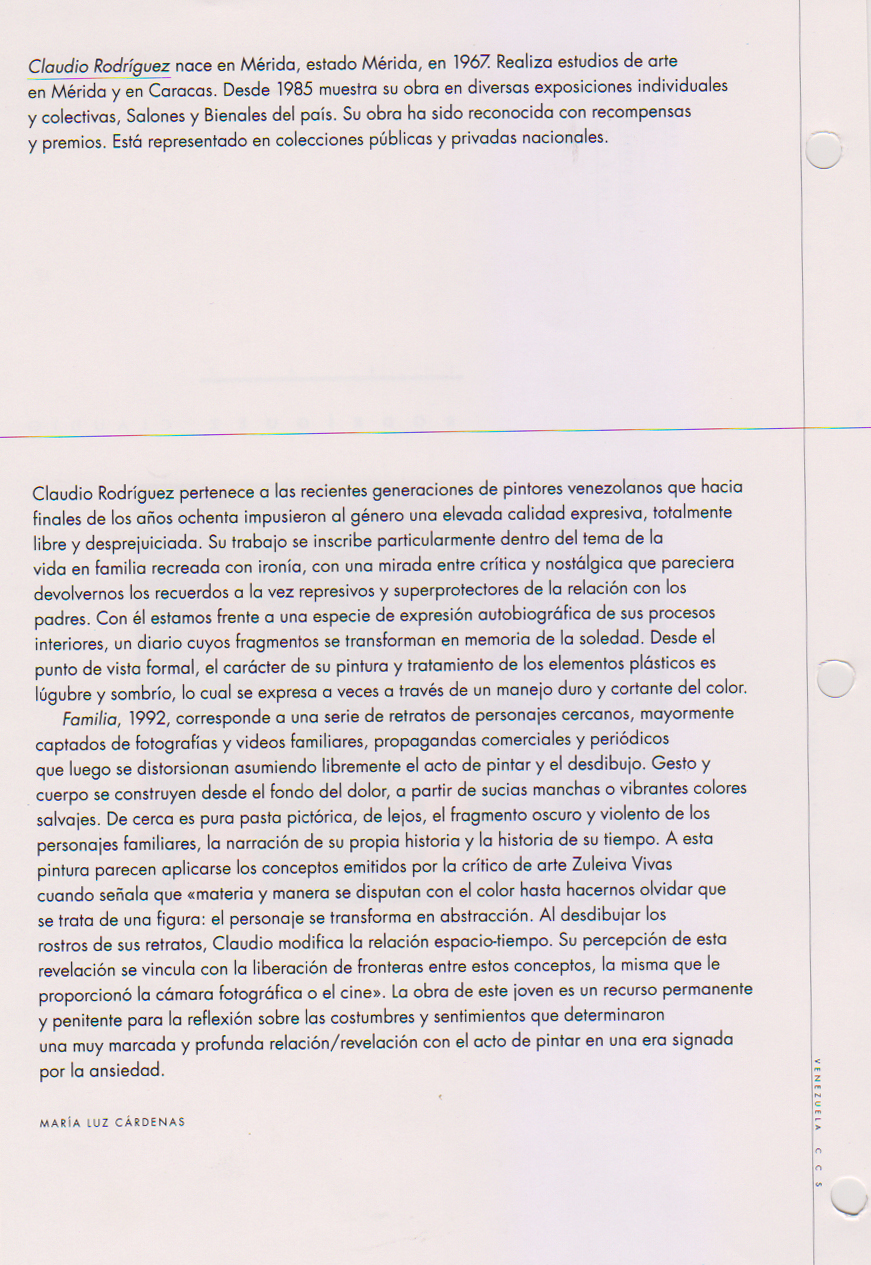 Claudio Rodríguez nace en Mérida, estado Mérida, en 1967. Realiza estudios de arte
en Mérida y en Caracas. Desde 1985 muestra su obra en diversas exposiciones individuales
y colectivas, Salones y Bienales del país. Su obra ha sido reconocida con recompensas
y premios. Está representado en colecciones públicas y privadas nacionales.
Claudio Rodríguez pertenece a las recientes generaciones de pintores venezolanos que hacia
finales de los años ochenta impusieron al género una elevada calidad expresiva, totalmente
libre y desprejuiciada. Su trabajo se inscribe particularmente dentro del tema de la
vida en familia recreada con ironía, con una mirada entre crítica y nostálgica que pareciera
devolvernos los recuerdos a la vez represivos y superprotectores de la relación con los
padres. Con él estamos frente a una especie de expresión autobiográfica de sus procesos
interiores, un diario cuyos fragmentos se transforman en memoria de la soledad. Desde el
punto de vista formal, el carácter de su pintura y tratamiento de los elementos plásticos es
lúgubre y sombrío, lo cual se expresa a veces a través de un manejo duro y cortante del color.
Familia, 1992, corresponde a una serie de retratos de personajes cercanos, mayormente
captados de fotografías y videos familiares, propagandas comerciales y periódicos
que luego se distorsionan asumiendo libremente el acto de pintar y el desdibujo. Gesto y
cuerpo se construyen desde el fondo del dolor, a partir de sucias manchas o vibrantes colores
salvajes. De cerca es pura pasta pictórica, de lejos, el fragmento oscuro y violento de los
personajes familiares, la narración de su propia historia y la historia de su tiempo. A esta
pintura parecen aplicarse los conceptos emitidos por la crítico de arte Zuleiva Vivas
cuando señala que «materia y manera se disputan con el color hasta hacernos olvidar que
se trata de una figura: el personaje se transforma en abstracción. Al desdibujar los
rostros de sus retratos, Claudio modifica la relación espacio-tiempo. Su percepción de esta
revelación se vincula con la liberación de fronteras entre estos conceptos, la misma que le
proporcionó la cámara fotográfica o el cine». La obra de este joven es un recurso permanente
y penitente para la reflexión sobre las costumbres y sentimientos que determinaron
una muy marcada y profunda relación/revelación con el acto de pintar en una era signada
por la ansiedad.
MARÍA LUZ CÁRDENAS
VENEZUELA CCS